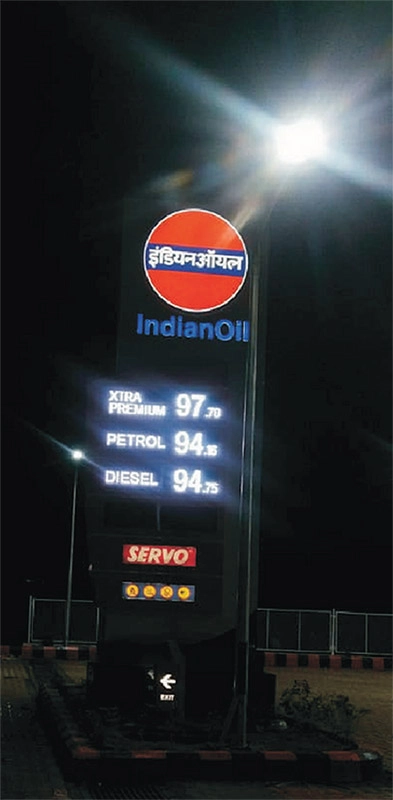 इंडियनऑयल
IndianOil
XTRA
PREMIUM 97.70
PETROL 94.16
DIESEL 94.75
SERVO
EXIT